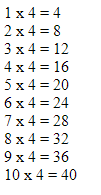 1 x 4 = 4
2 x 4 = 8
3 x 4 = 12
4 x 4 = 16
5 x 4 = 20
6 x 4 = 24
7 x 4 = 28
8 x 4 = 32
9 x 4 = 36
10 x 4 = 40